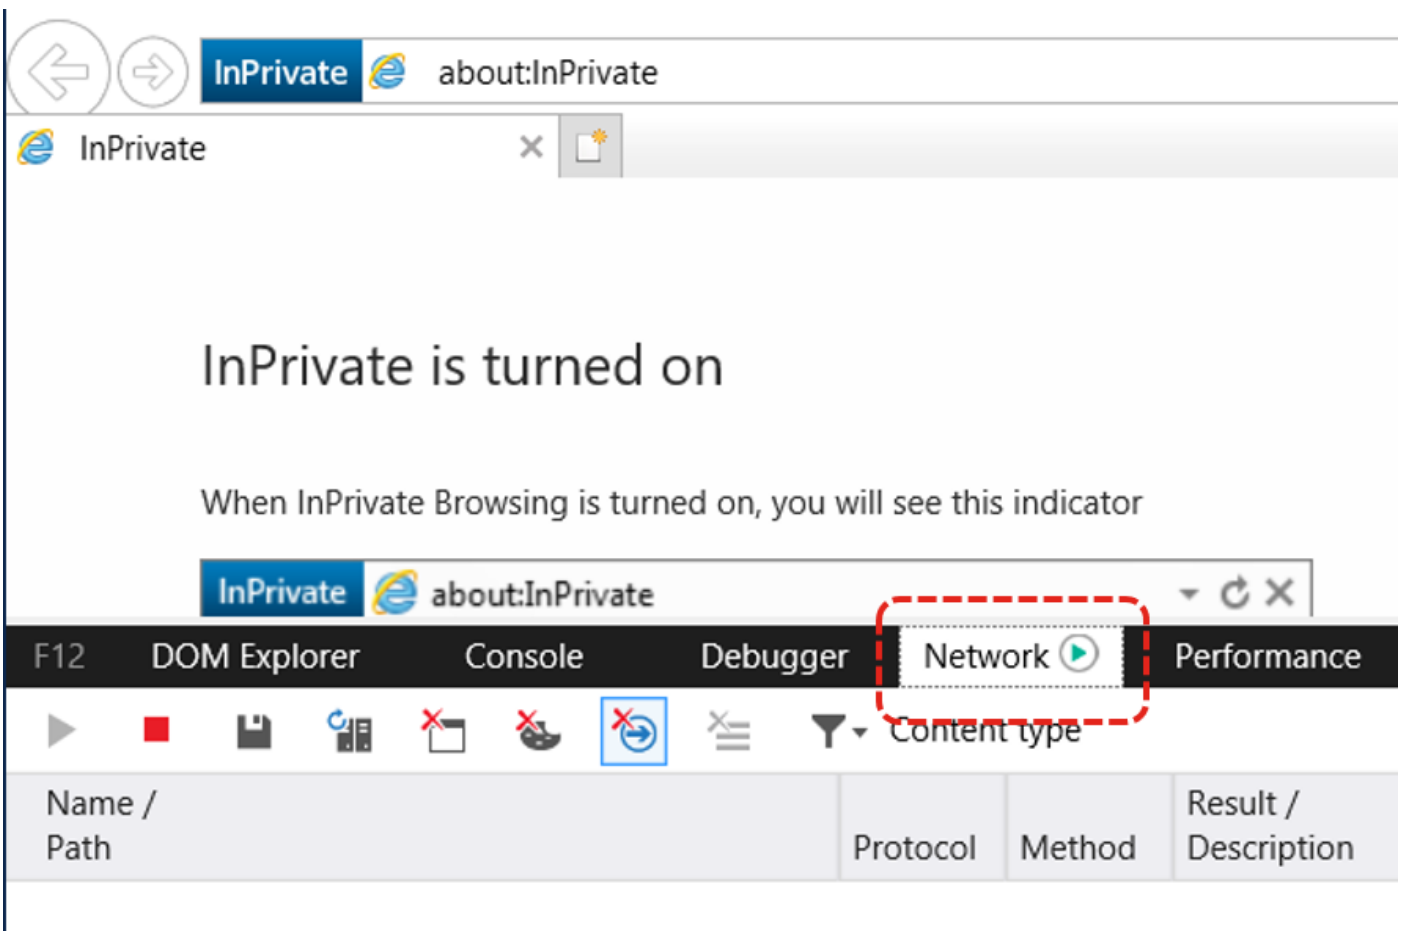 InPrivate about:InPrivate
InPrivate
InPrivate is turned on
When InPrivate Browsing is turned on, you will see this indicator
InPrivate about:InPrivate
F12 DOM Explorer Console Debugger Network Performance
Content type
Name /
Path Protocol Method Result /
Description